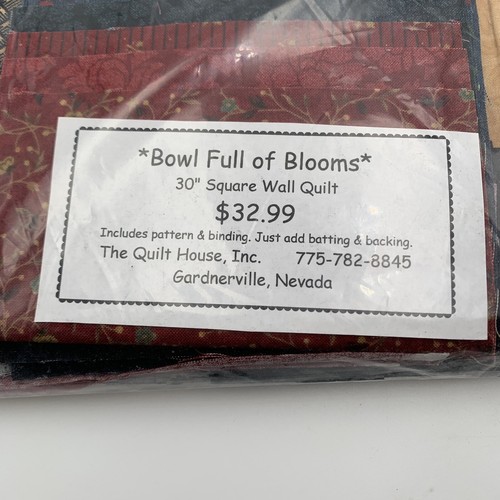 *Bowl Full of Blooms*
30" Square Wall Quilt
$32.99
Includes pattern & binding. Just add batting & backing.
The Quilt House, Inc. 775-782-8845
Gardnerville, Nevada